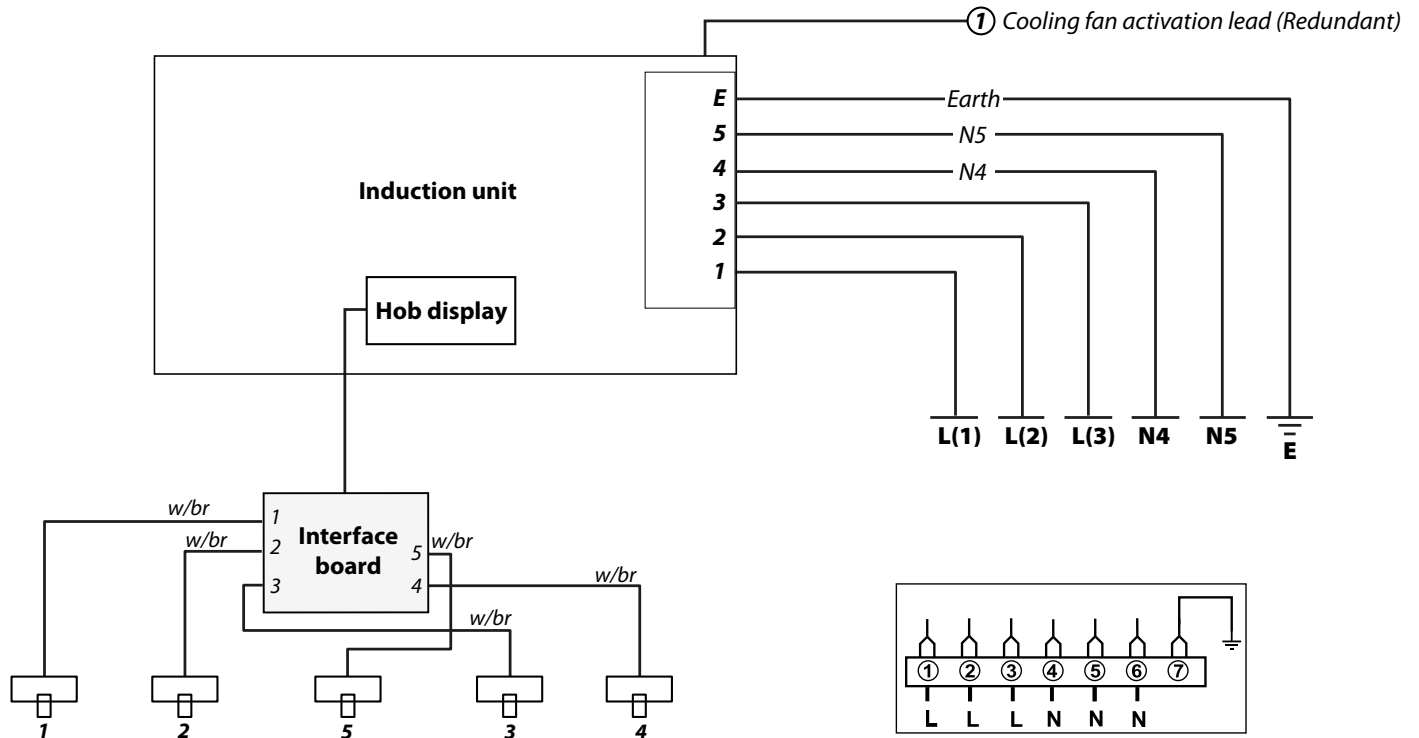 1 Cooling fan activation lead (Redundant)
E
Earth
5
N5
4
N4
Induction unit
3
2
1
Hob display
L(1) L(2) L(3) N4 N5 E
w/br
1
Interface board
w/br
2
5
w/br
3
4
w/br
w/br
1 2 5 3 4
1 2 3 4 5 6 7
L L L N N N